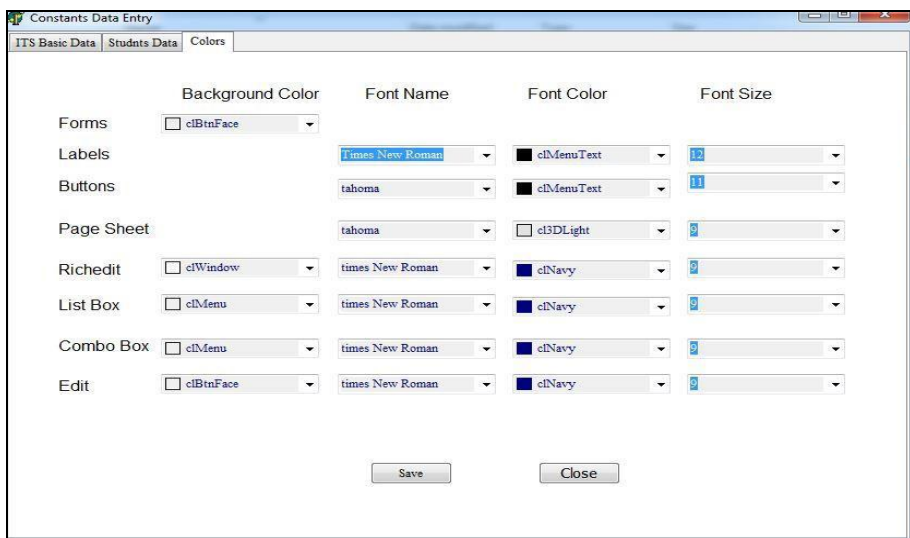 Constants Data Entry
ITS Basic Data Studnts Data Colors
Background Color Font Name Font Color Font Size
Forms clBtnFace
Labels Times New Roman clMenuText 12
Buttons tahoma clMenuText 11
Page Sheet tahoma cl3DLight 9
Richedit clWindow times New Roman clNavy 9
List Box clMenu times New Roman clNavy 9
Combo Box clMenu times New Roman clNavy 9
Edit clBtnFace times New Roman clNavy 9
Save Close